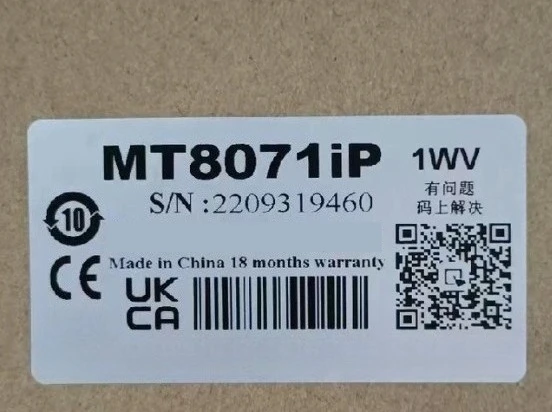 MT8071iP 1WV
S/N :2209319460
有问题
码上解决
10
Made in China 18 months warranty
CE
UK
CA